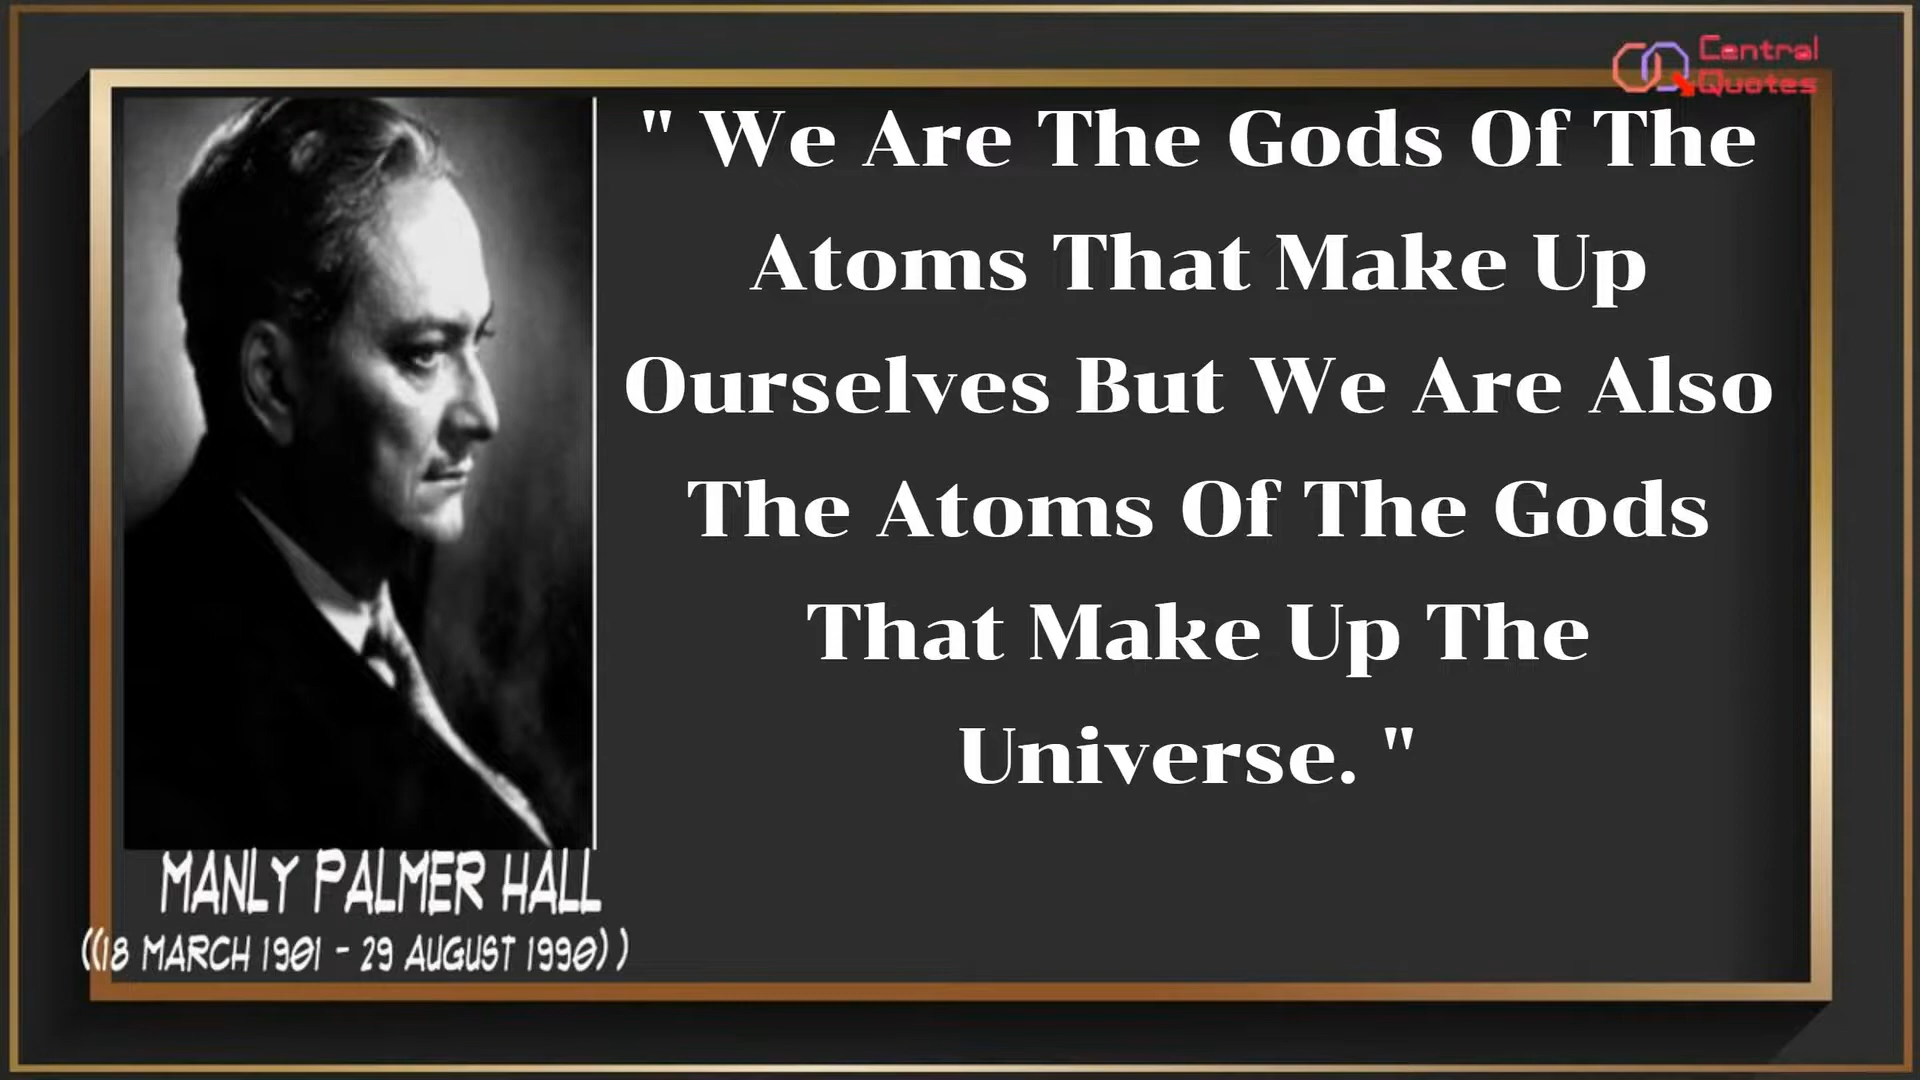 Central
Quotes
" We Are The Gods Of The
Atoms That Make Up
Ourselves But We Are Also
The Atoms Of The Gods
That Make Up The
Universe. "
MANLY PALMER HALL
((18 MARCH 1901 - 29 AUGUST 1990) )